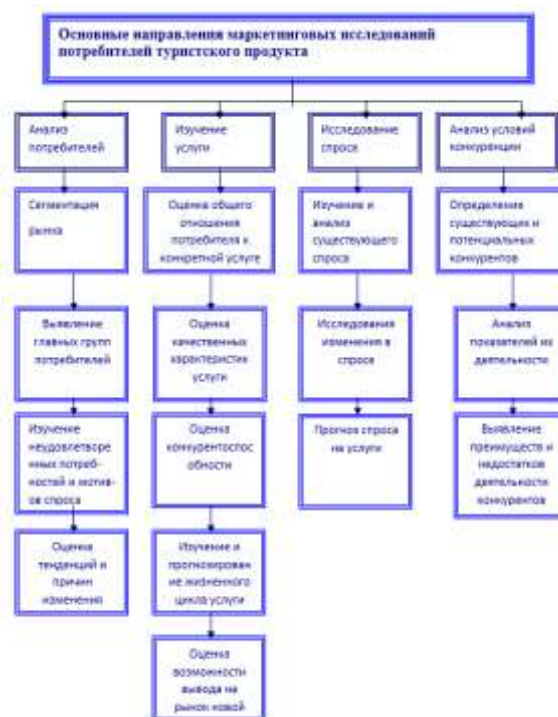 Основные направления маркетинговых исследований
потребителей туристского продукта
Анализ
потребителей
Изучение
услуги
Исследование
спроса
Анализ условий
конкуренции
Сегментация
рынка
Оценка общего
отношения
потребителя к
конкретной услуге
Изучение и
анализ
существующего
спроса
Определение
существующих и
потенциальных
конкурентов
Выявление
главных групп
потребителей
Оценка
качественных
характеристик
услуги
Исследования
изменения в
спросе
Анализ
показателей их
деятельности
Изучение
неудовлетворе
нных потреб-
ностей и мотив-
ов спроса
Оценка
конкурентоспос
обности
Прогноз спроса
на услуги
Выявление
преимуществ и
недостатков
деятельности
конкурентов
Оценка
тенденций и
причин
изменения
Изучение и
прогнозирован
ие жизненного
цикла услуги
Оценка
возможности
вывода на
рынок новой